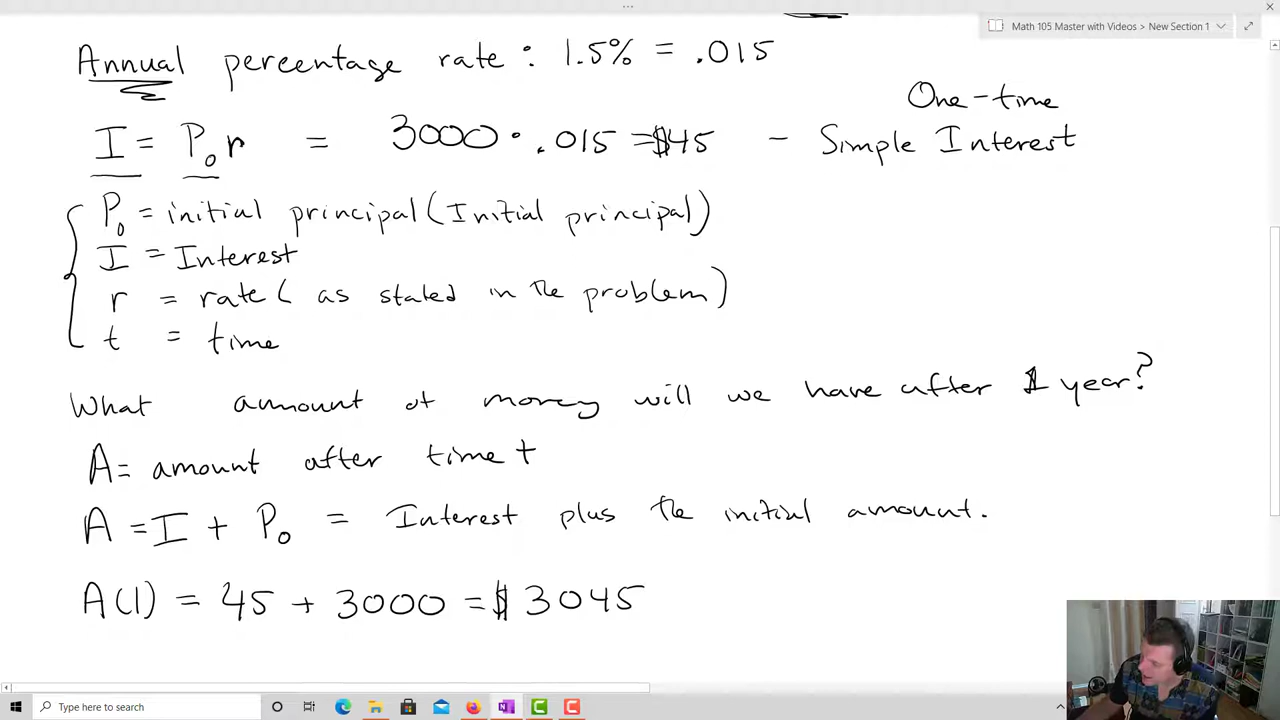 Math 105 Master with Videos > New Section 1
Annual percentage rate : 1.5% = .015
One-time
I = P₀r = 3000 · .015 = $45 - Simple Interest
P₀ = initial principal (Initial principal)
I = Interest
r = rate ( as stated in the problem)
t = time
What amount of money will we have after 1 year?
A = amount after time t
A = I + P₀ = Interest plus the initial amount.
A(1) = 45 + 3000 = $ 3045
Type here to search